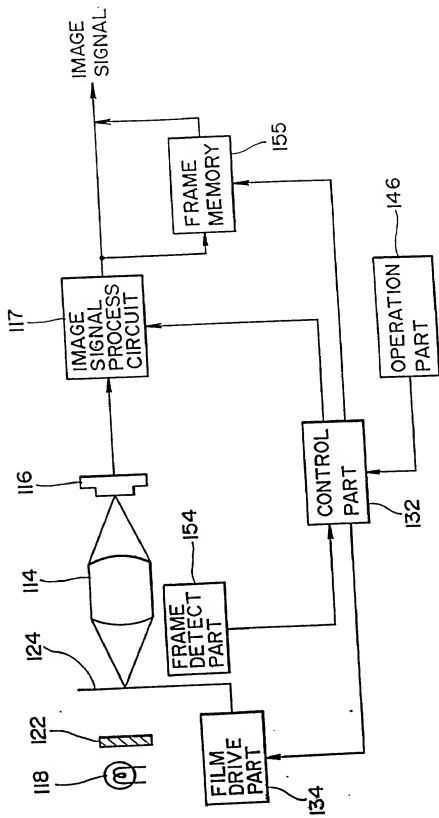 IMAGE
SIGNAL
117
IMAGE
SIGNAL
PROCESS
CIRCUIT
FRAME
MEMORY
155
116
114
124
122
118
154
FRAME
DETECT
PART
146
OPERATION
PART
CONTROL
PART
132
FILM
DRIVE
PART
134